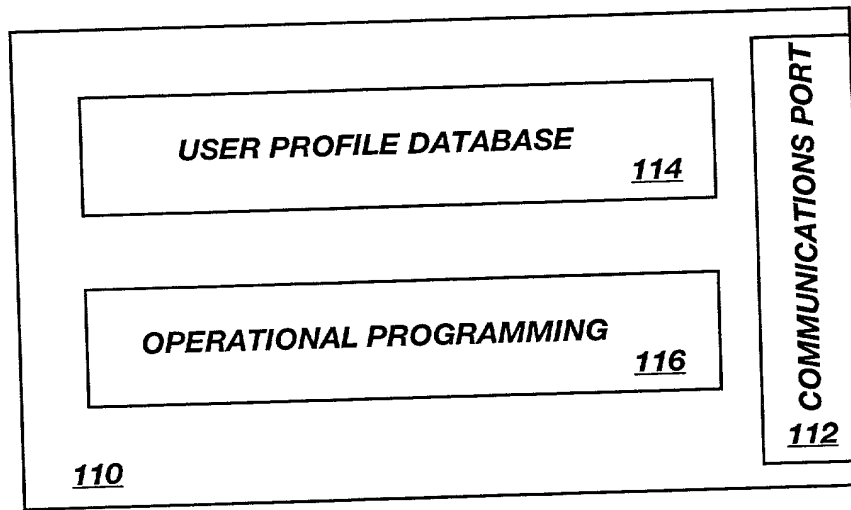 USER PROFILE DATABASE
114
OPERATIONAL PROGRAMMING
116
110
COMMUNICATIONS PORT
112